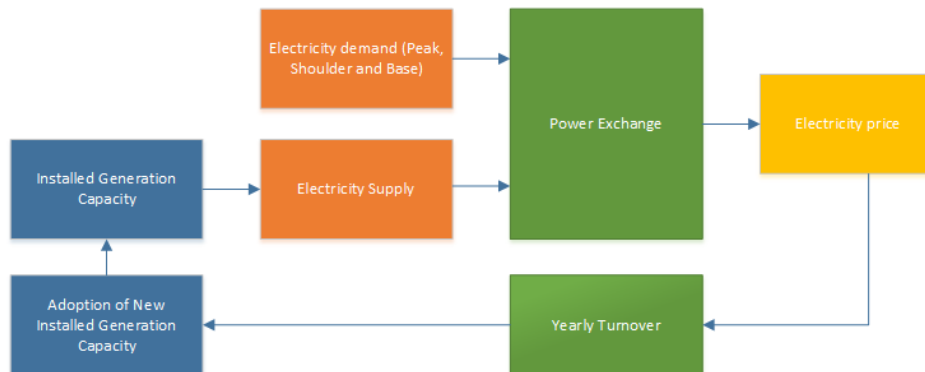 Electricity demand (Peak,
Shoulder and Base)
Power Exchange
Electricity price
Installed Generation
Capacity
Electricity Supply
Adoption of New
Installed Generation
Capacity
Yearly Turnover